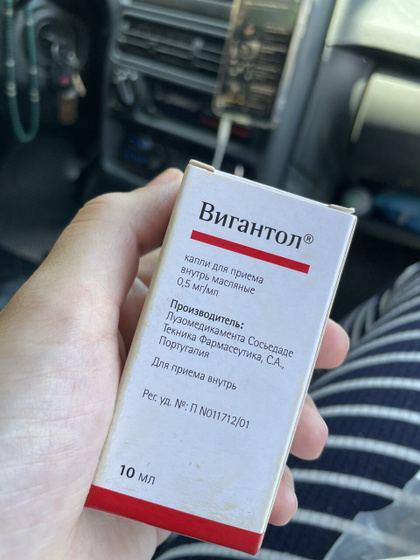 Вигантол®
капли для приема
внутрь масляные
0,5 мг/мл
Производитель:
Лузомедикамента Сосьедаде
Текника Фармасеутика, С.А.,
Португалия
Для приема внутрь
Рег. уд. №: П N011712/01
10 мл